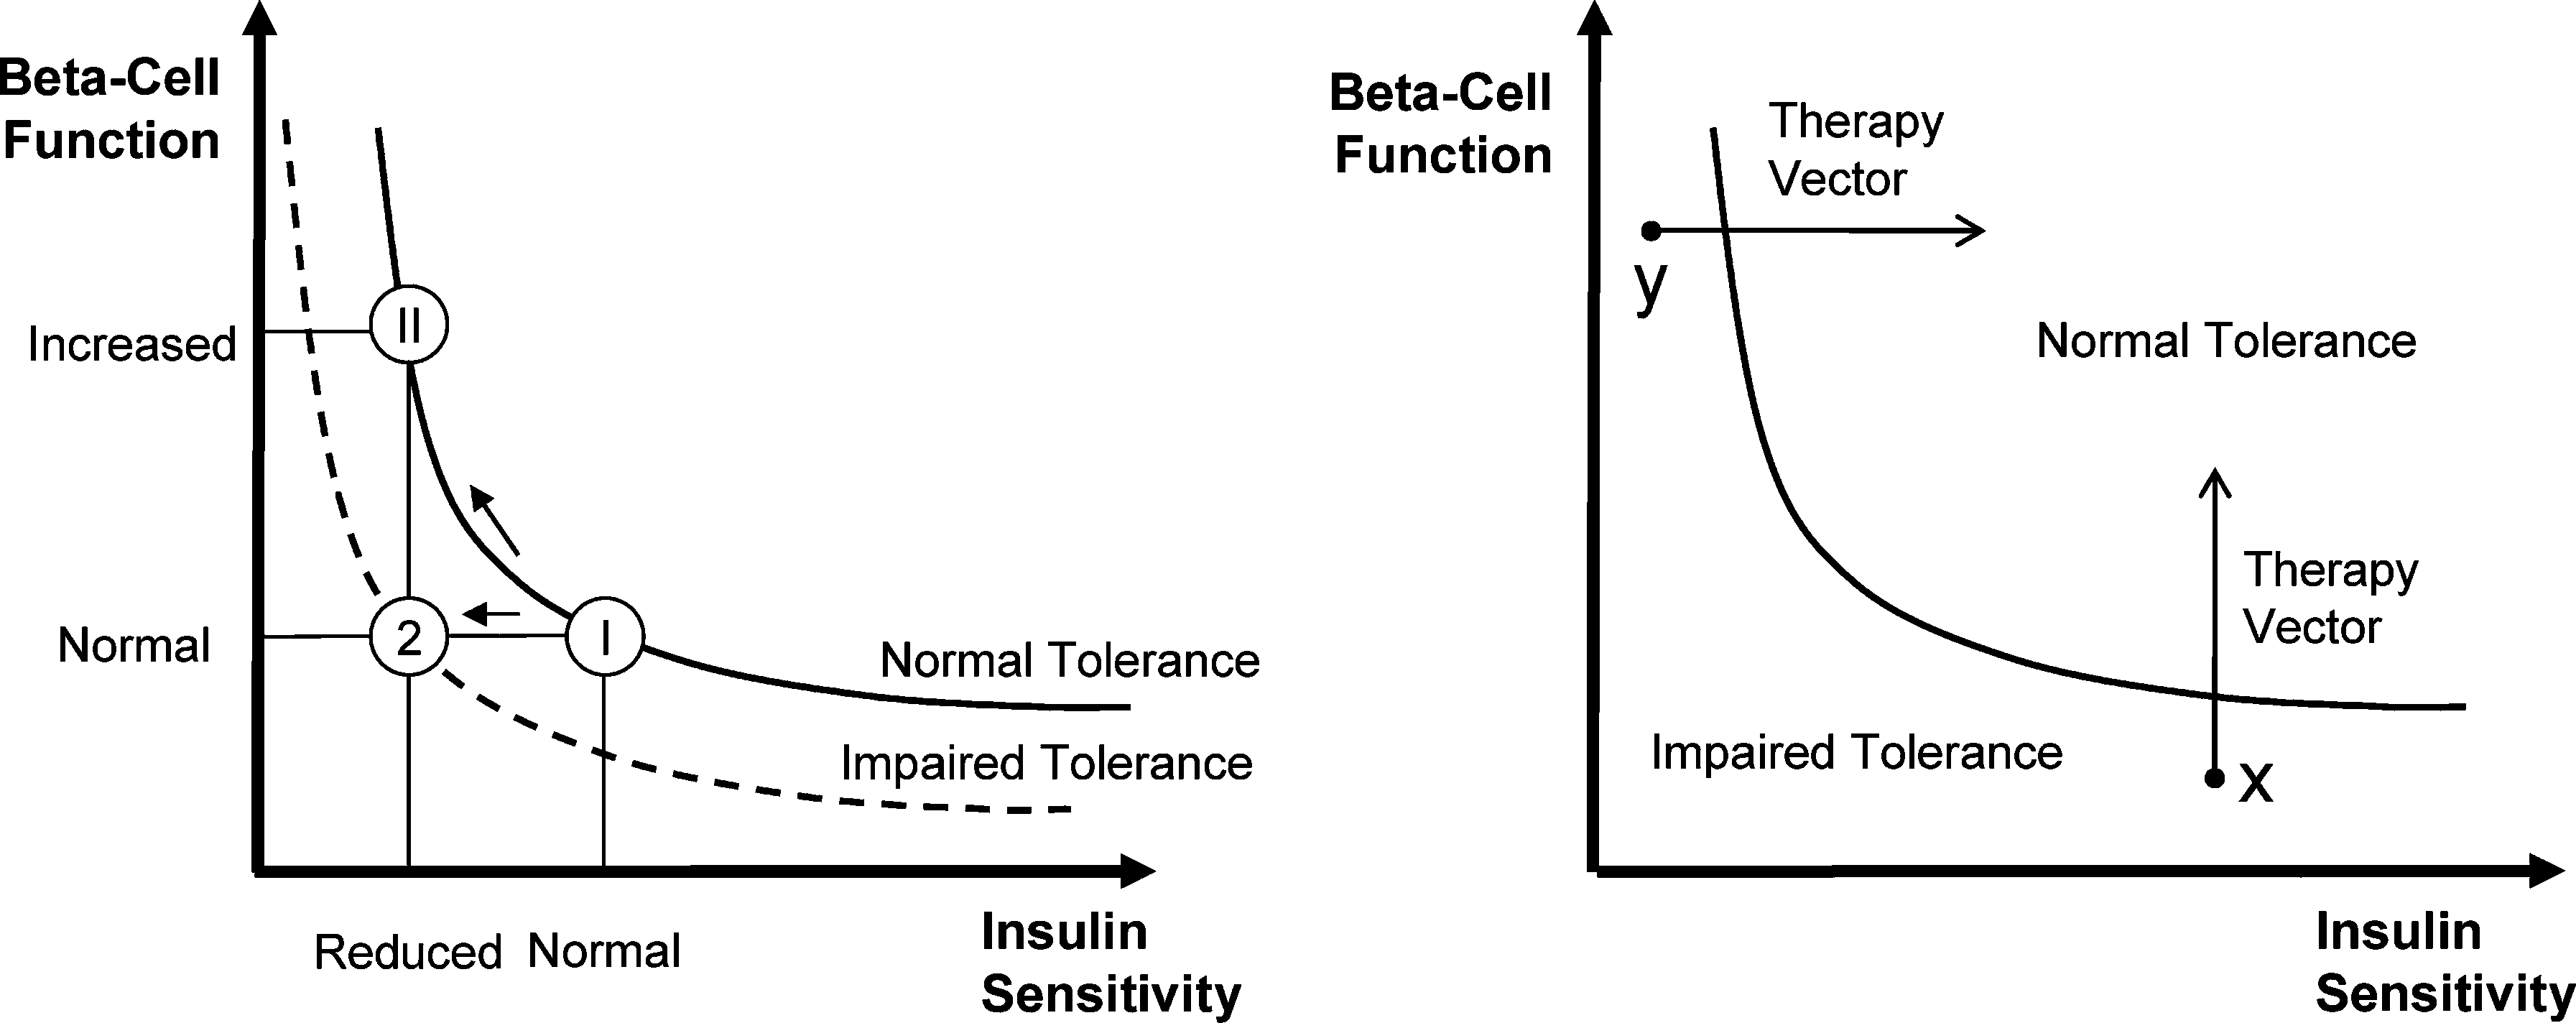 Beta-Cell
Function
Increased
Normal
II
2
I
Normal Tolerance
Impaired Tolerance
Reduced Normal
Insulin
Sensitivity
Beta-Cell
Function
Therapy
Vector
y
Normal Tolerance
Therapy
Vector
Impaired Tolerance
x
Insulin
Sensitivity